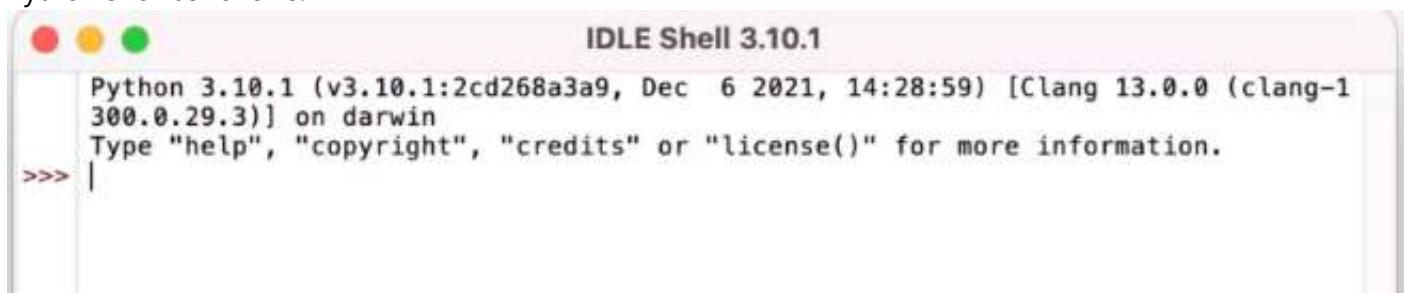 IDLE Shell 3.10.1
Python 3.10.1 (v3.10.1:2cd268a3a9, Dec  6 2021, 14:28:59) [Clang 13.0.0 (clang-1
300.0.29.3)] on darwin
Type "help", "copyright", "credits" or "license()" for more information.
>>>